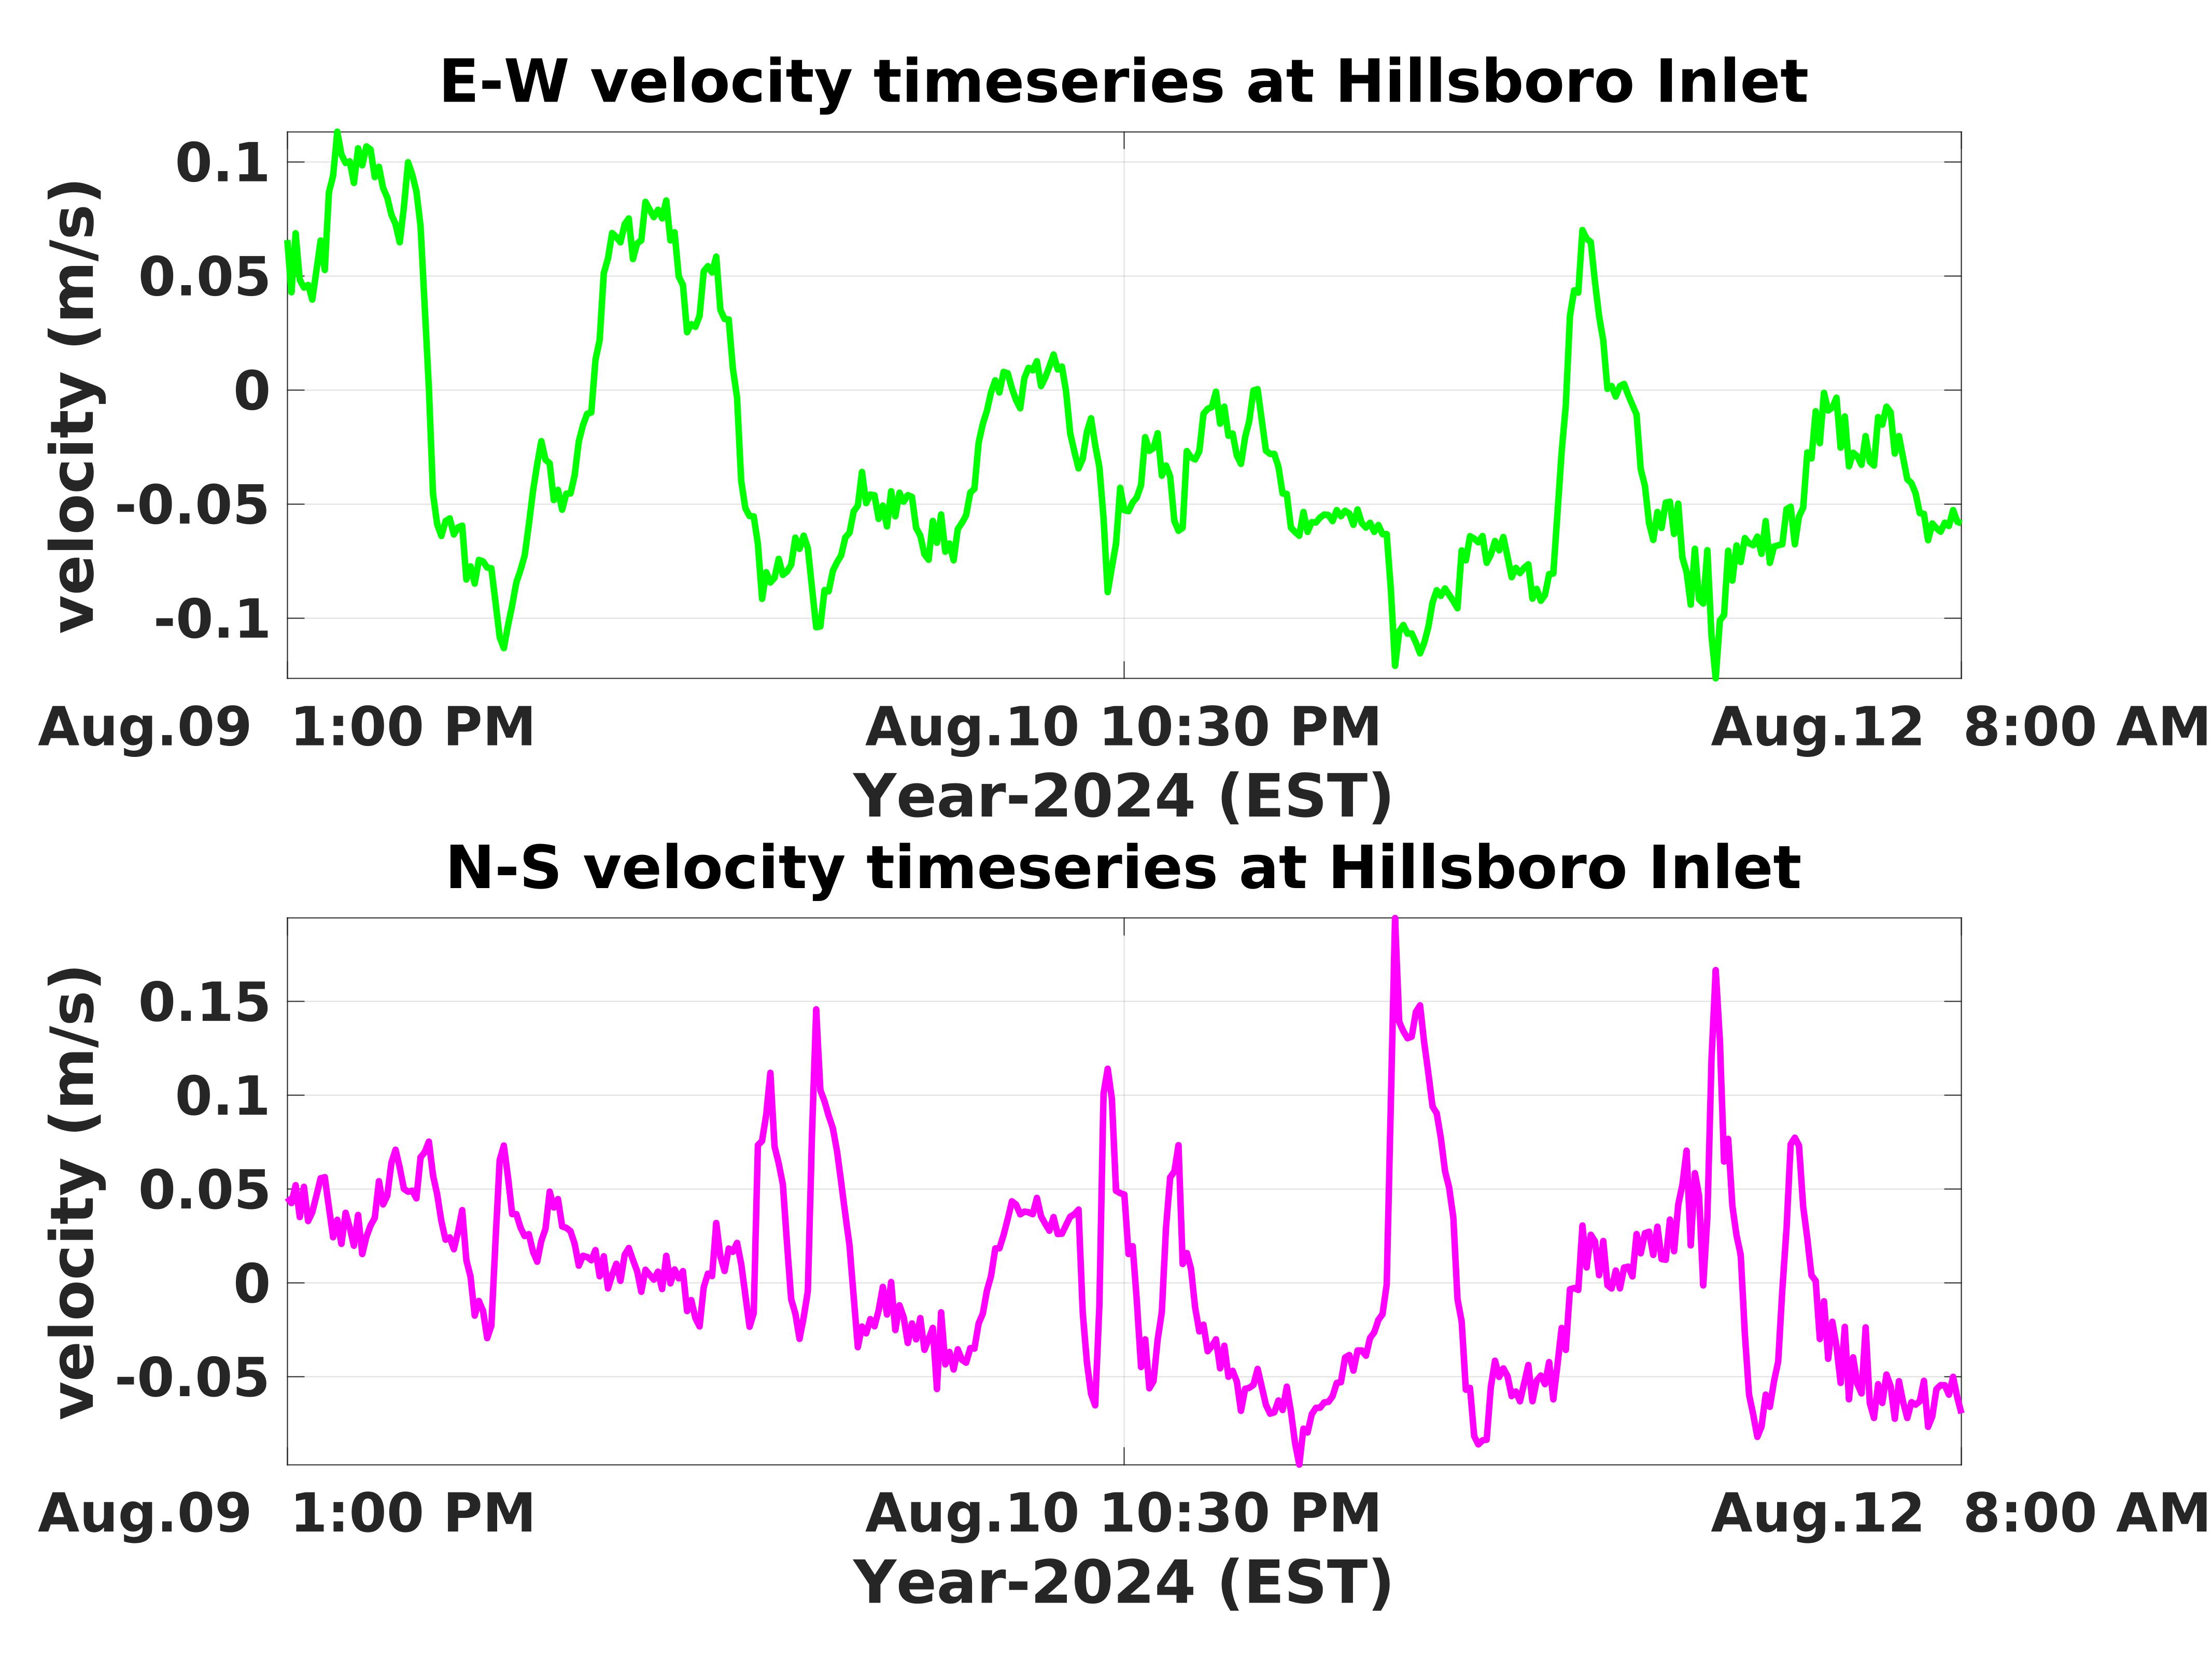 E-W velocity timeseries at Hillsboro Inlet
velocity (m/s)
0.1
0.05
0
-0.05
-0.1
Aug.09 1:00 PM Aug.10 10:30 PM Aug.12 8:00 AM
Year-2024 (EST)
N-S velocity timeseries at Hillsboro Inlet
velocity (m/s)
0.15
0.1
0.05
0
-0.05
Aug.09 1:00 PM Aug.10 10:30 PM Aug.12 8:00 AM
Year-2024 (EST)